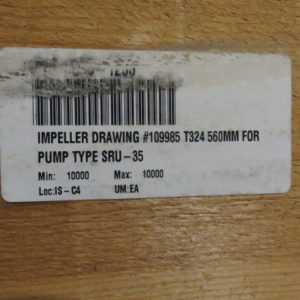 IMPELLER DRAWING #109985 T324 560MM FOR
PUMP TYPE SRU-35
Min: 10000 Max: 10000
Loc:IS-C4 UM:EA